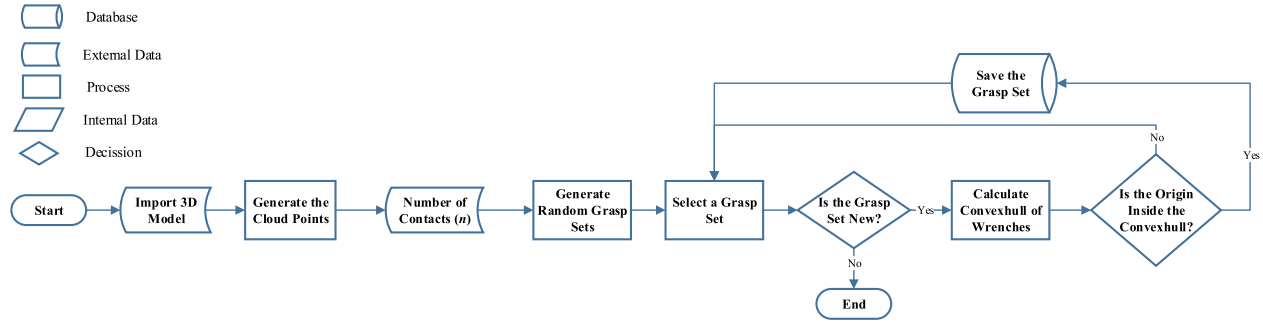 Database
External Data
Process
Internal Data
Decission
Start
Import 3D
Model
Generate the
Cloud Points
Number of
Contacts (n)
Generate
Random Grasp
Sets
Select a Grasp
Set
Is the Grasp
Set New?
Yes
No
End
Calculate
Convexhull of
Wrenches
Is the Origin
Inside the
Convexhull?
No
Yes
Save the
Grasp Set